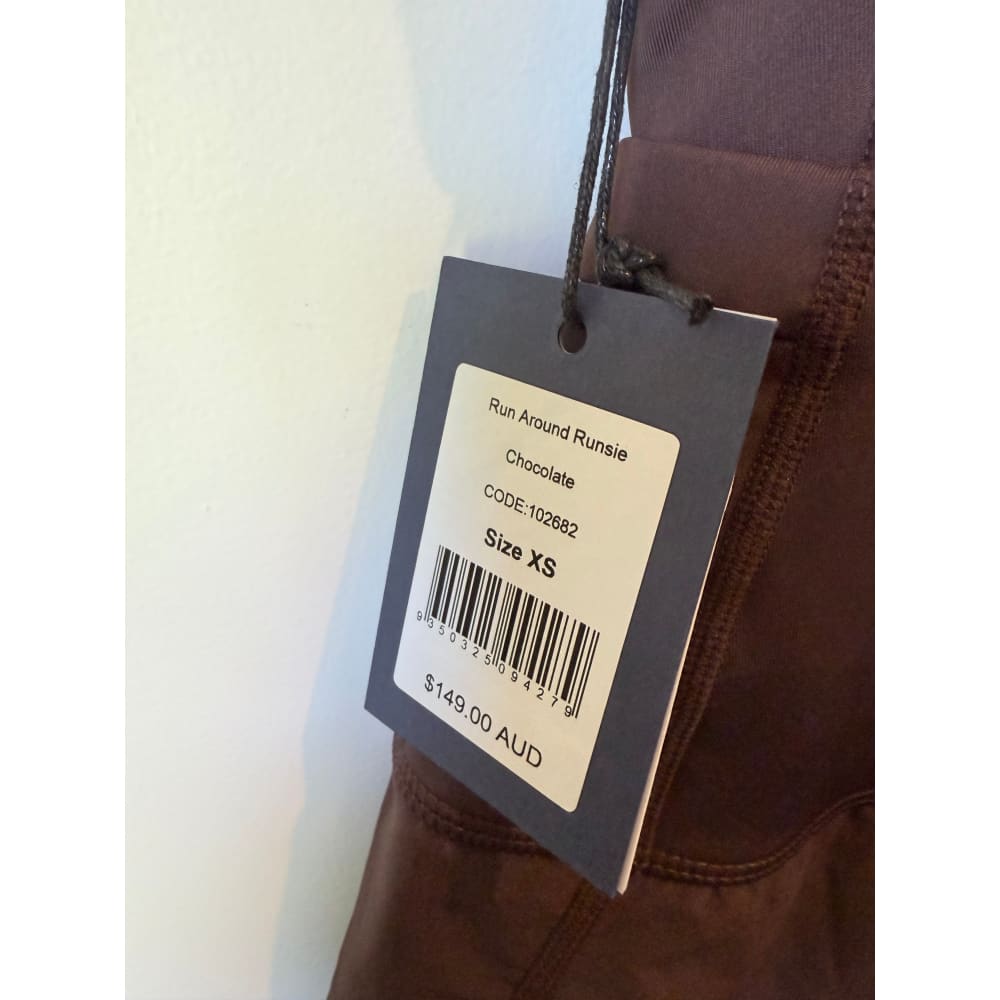 Run Around Runsie
Chocolate
CODE:102682
Size XS
9350325094279
$149.00 AUD